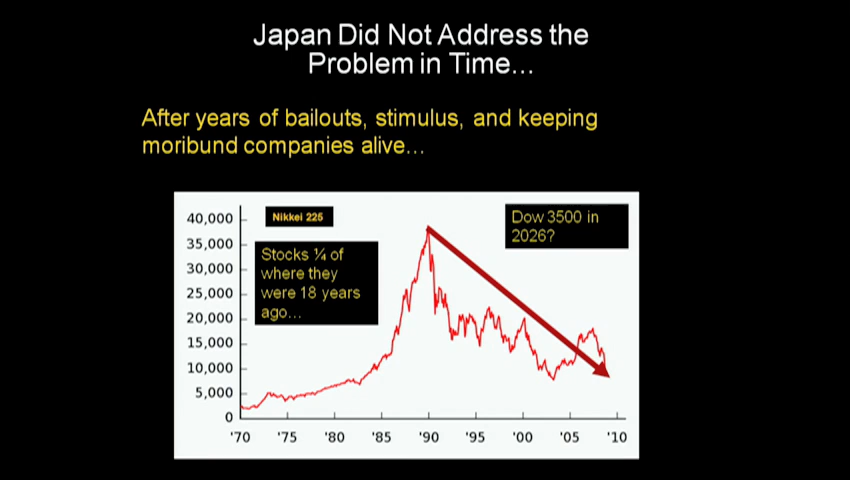 Japan Did Not Address the
Problem in Time...
After years of bailouts, stimulus, and keeping
moribund companies alive...
Nikkei 225
Dow 3500 in
2026?
Stocks ¼ of
where they
were 18 years
ago...
40,000
35,000
30,000
25,000
20,000
15,000
10,000
5,000
0
'70 '75 '80 '85 '90 '95 '00 '05 '10